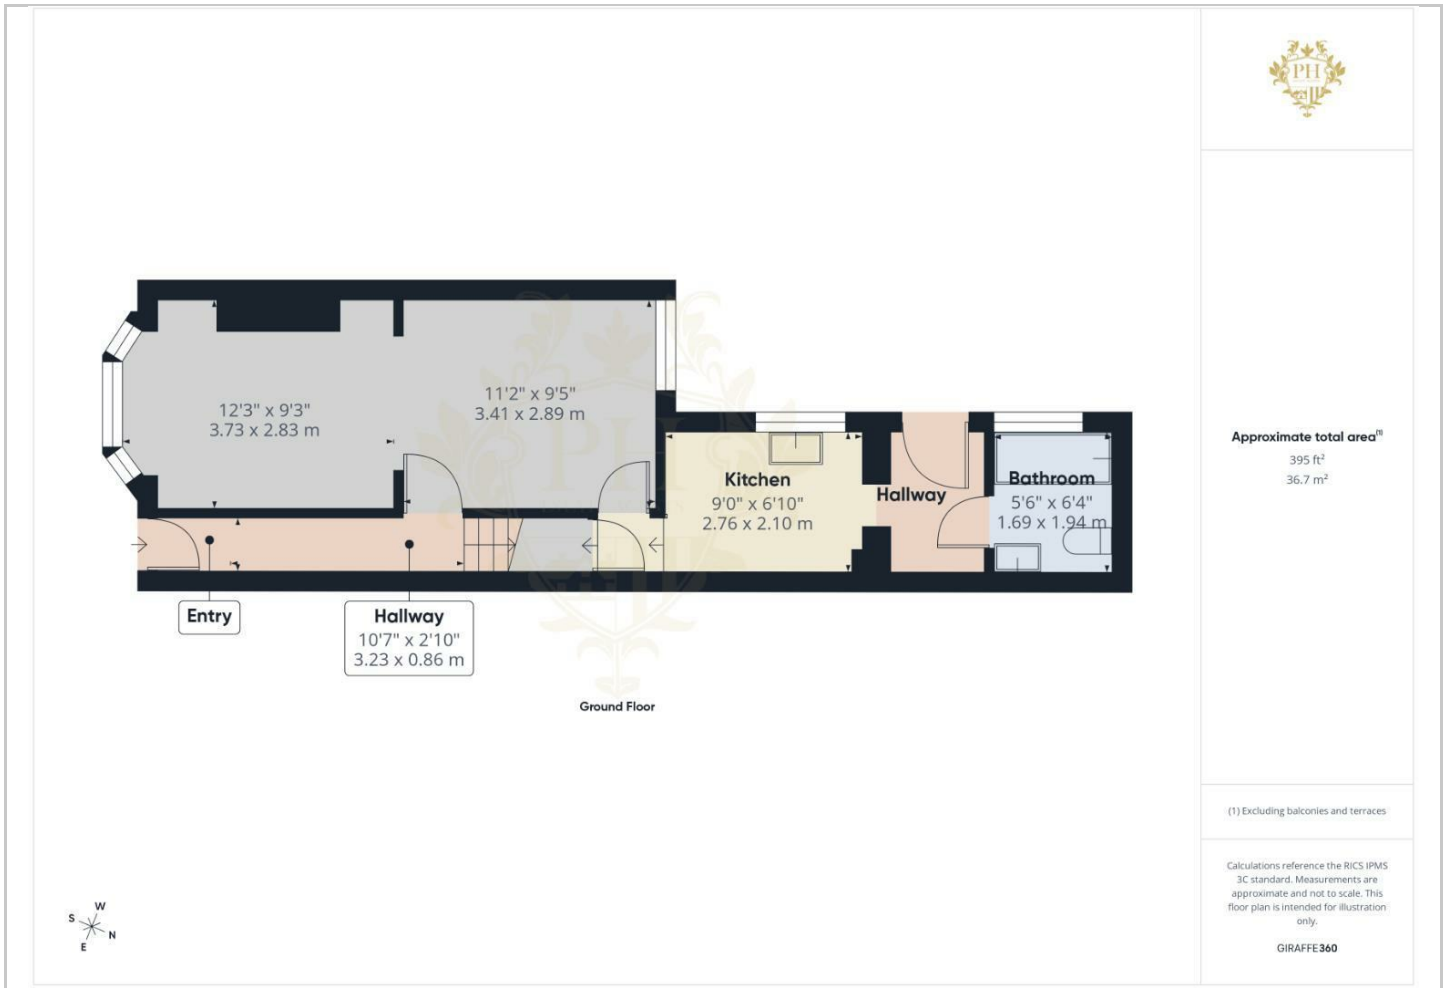 PH
12'3" x 9'3"
3.73 x 2.83 m
11'2" x 9'5"
3.41 x 2.89 m
Kitchen
9'0" x 6'10"
2.76 x 2.10 m
Hallway
Bathroom
5'6" x 6'4"
1.69 x 1.94 m
Entry
Hallway
10'7" x 2'10"
3.23 x 0.86 m
Ground Floor
W
S
N
E
PH
Approximate total area(1)
395 ft²
36.7 m²
(1) Excluding balconies and terraces
Calculations reference the RICS IPMS
3C standard. Measurements are
approximate and not to scale. This
floor plan is intended for illustration
only.
GIRAFFE360